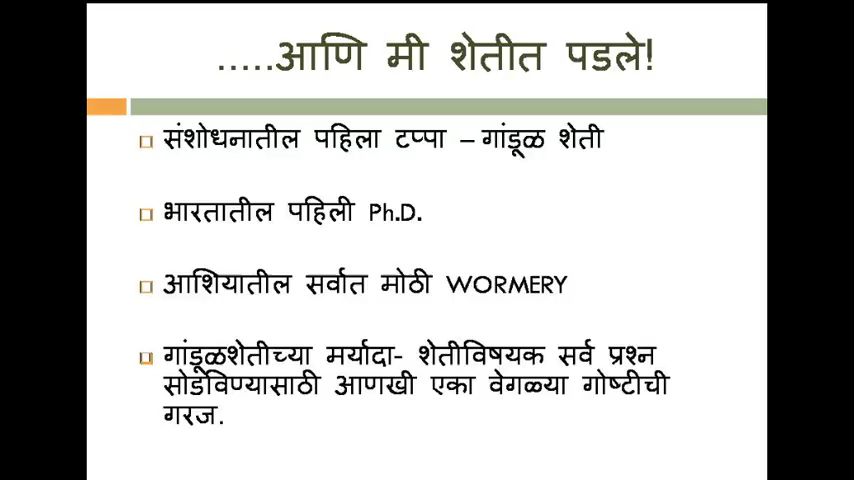 .....आणि मी शेतीत पडले!
संशोधनातील पहिला टप्पा – गांडूळ शेती
भारतातील पहिली Ph.D.
आशियातील सर्वात मोठी WORMERY
गांडूळशेतीच्या मर्यादा- शेतीविषयक सर्व प्रश्न
सोडविण्यासाठी आणखी एका वेगळ्या गोष्टीची
गरज.